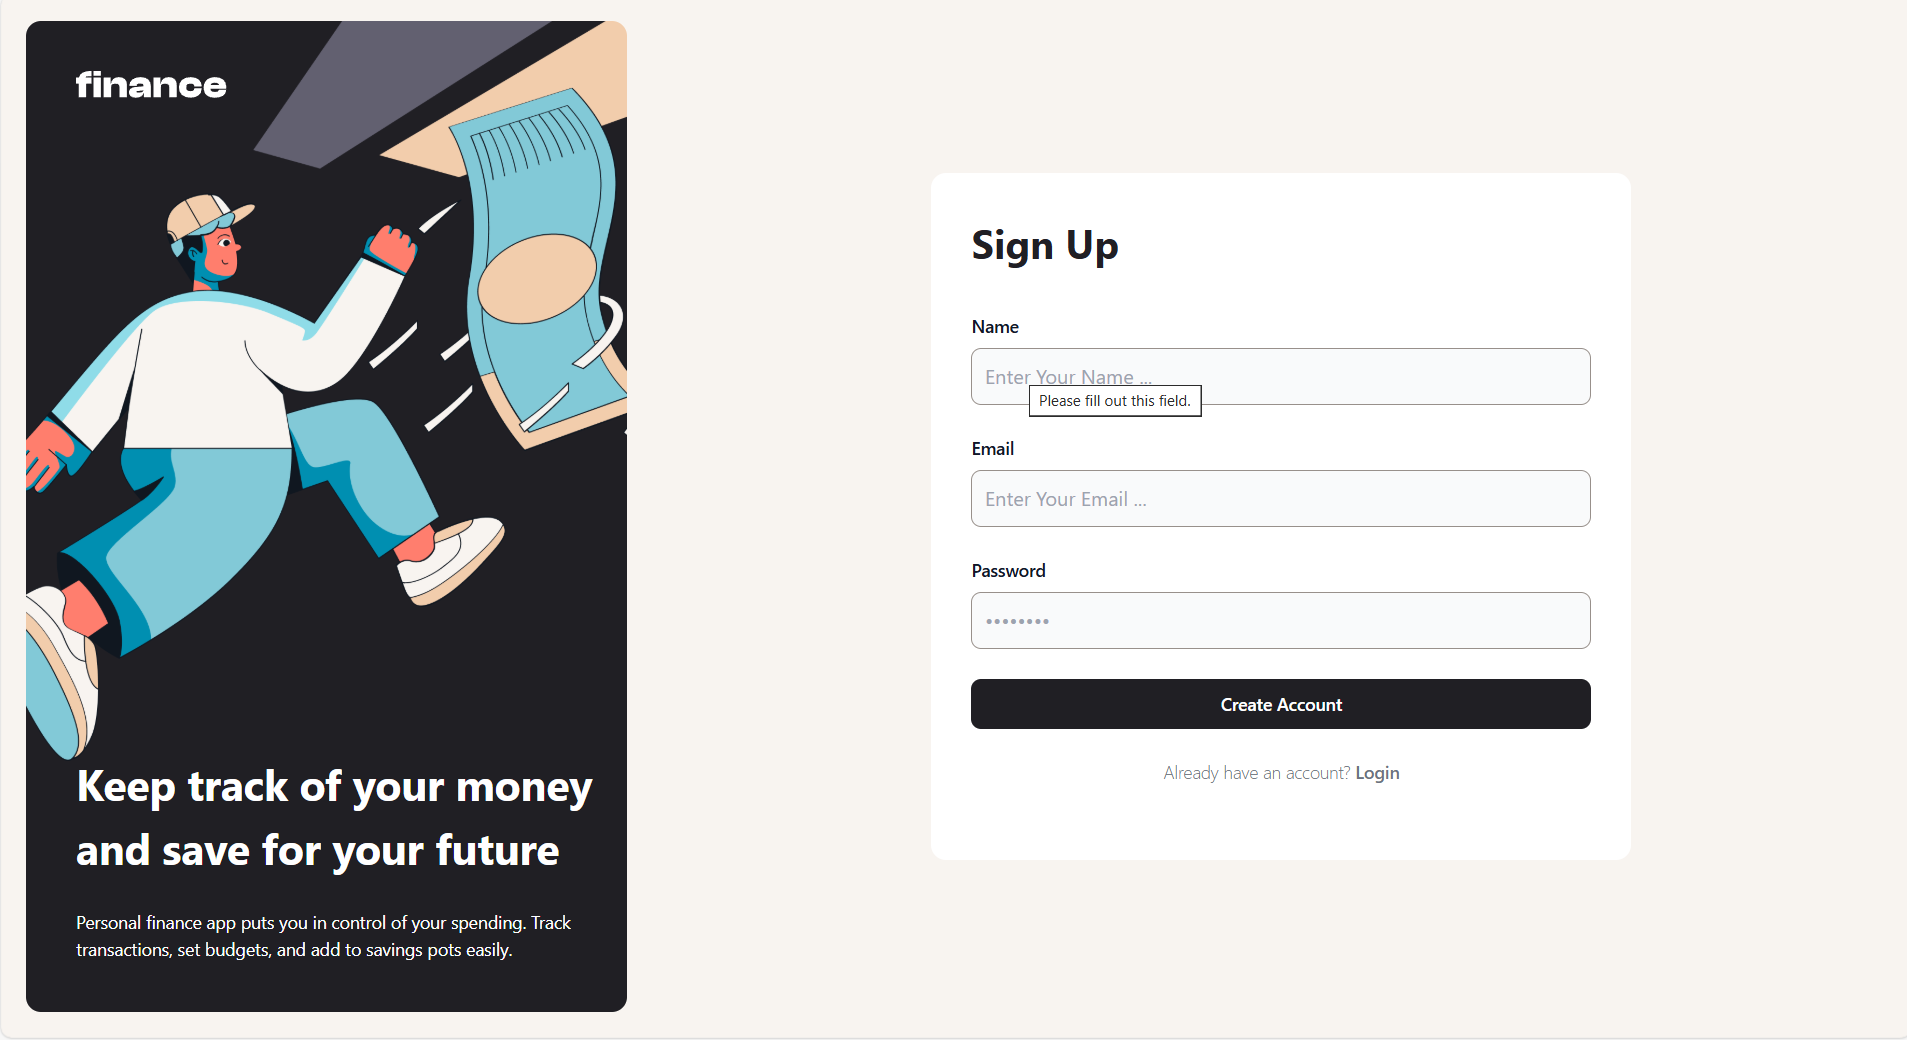 finance
Keep track of your money
and save for your future
Personal finance app puts you in control of your spending. Track
transactions, set budgets, and add to savings pots easily.
Sign Up
Name
Enter Your Name ...
Please fill out this field.
Email
Enter Your Email ...
Password
••••••••
Create Account
Already have an account? Login